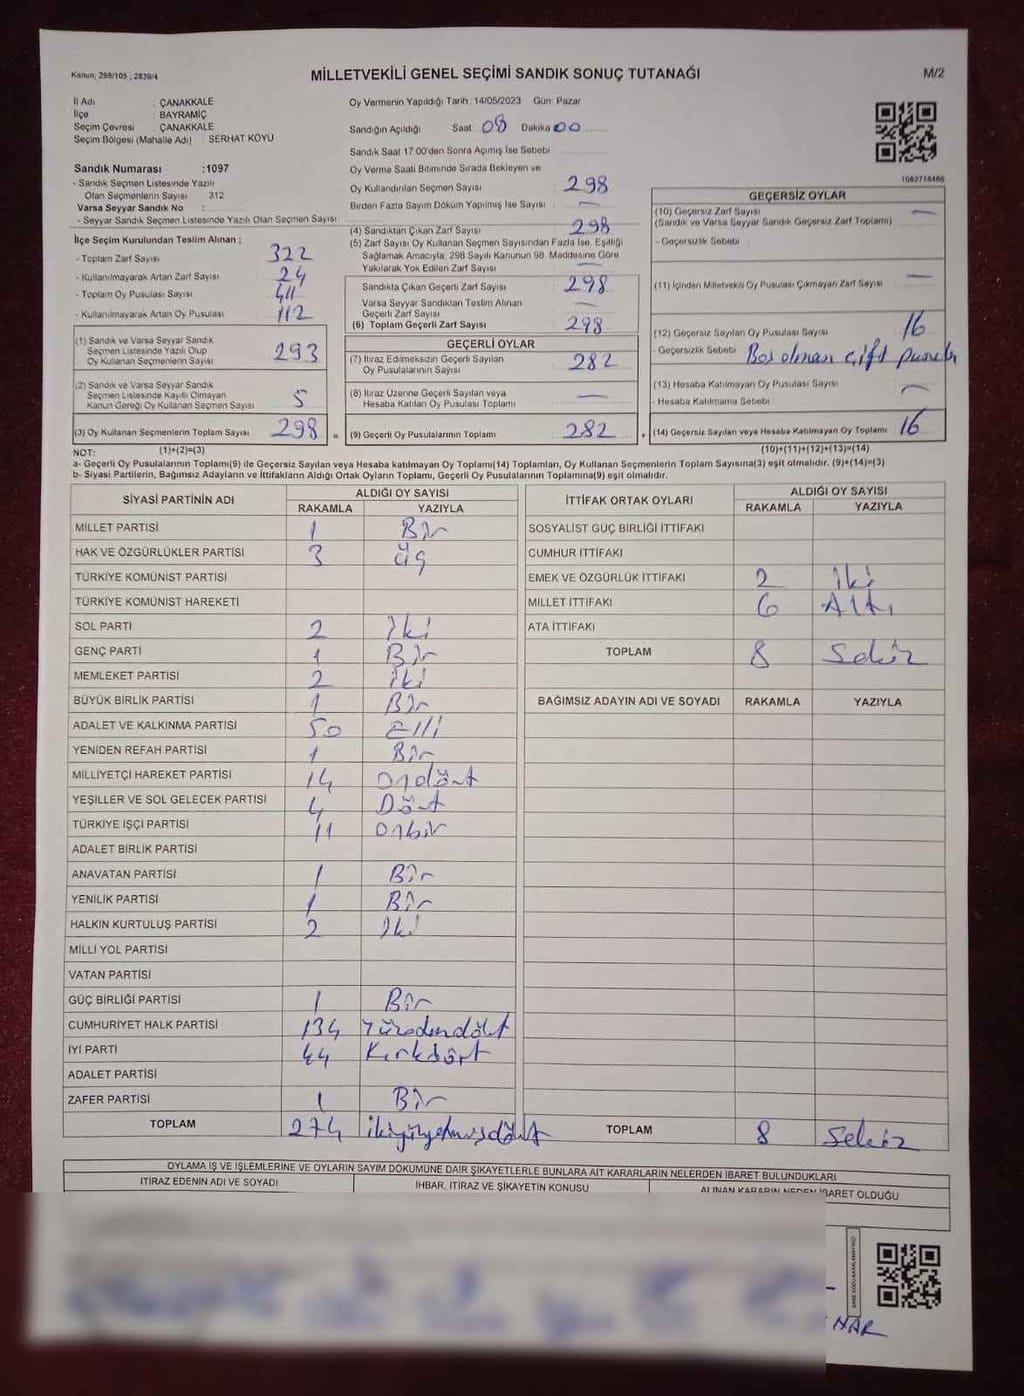 Kanun, 298/105 , 2839/4
MİLLETVEKİLİ GENEL SEÇİMİ SANDIK SONUÇ TUTANAĞI
M/2
İl Adı : ÇANAKKALE
İlçe : BAYRAMİÇ
Seçim Çevresi : ÇANAKKALE
Seçim Bölgesi (Mahalle Adı) : SERHAT KÖYÜ
Oy Vermenin Yapıldığı Tarih :14/05/2023 Gün: Pazar
Sandığın Açıldığı Saat 08 Dakika 00
Sandık Saat 17:00'den Sonra Açılmış İse Sebebi :
Sandık Numarası :1097
- Sandık Seçmen Listesinde Yazılı
Olan Seçmenlerin Sayısı : 312
Varsa Seyyar Sandık No :
- Seyyar Sandık Seçmen Listesinde Yazılı Olan Seçmen Sayısı :
Oy Verme Saati Bitiminde Sırada Bekleyen ve
Oy Kullandırılan Seçmen Sayısı 298
Birden Fazla Sayım Döküm Yapılmış İse Sayısı : —
1083718466
İlçe Seçim Kurulundan Teslim Alınan ;
- Toplam Zarf Sayısı 322
- Kullanılmayarak Artan Zarf Sayısı 24
- Toplam Oy Pusulası Sayısı 411
- Kullanılmayarak Artan Oy Pusulası 112
(1) Sandık ve Varsa Seyyar Sandık
Seçmen Listesinde Yazılı Olup
Oy Kullanan Seçmenlerin Sayısı 293
(2) Sandık ve Varsa Seyyar Sandık
Seçmen Listesinde Kayıtlı Olmayan
Kanun Gereği Oy Kullanan Seçmen Sayısı 5
(3) Oy Kullanan Seçmenlerin Toplam Sayısı 298 =
(4) Sandıktan Çıkan Zarf Sayısı 298
(5) Zarf Sayısı Oy Kullanan Seçmen Sayısından Fazla İse, Eşitliği
Sağlamak Amacıyla, 298 Sayılı Kanunun 98. Maddesine Göre
Yakılarak Yok Edilen Zarf Sayısı
Sandıkta Çıkan Geçerli Zarf Sayısı 298
Varsa Seyyar Sandıktan Teslim Alınan
Geçerli Zarf Sayısı —
(6) Toplam Geçerli Zarf Sayısı 298
GEÇERLİ OYLAR
(7) İtiraz Edilmeksizin Geçerli Sayılan
Oy Pusulalarının Sayısı 282
(8) İtiraz Üzerine Geçerli Sayılan veya
Hesaba Katılan Oy Pusulası Toplamı —
(9) Geçerli Oy Pusulalarının Toplamı 282 +
GEÇERSİZ OYLAR
(10) Geçersiz Zarf Sayısı —
(Sandık ve Varsa Seyyar Sandık Geçersiz Zarf Toplamı)
- Geçersizlik Sebebi :
(11) İçinden Milletvekili Oy Pusulası Çıkmayan Zarf Sayısı —
(12) Geçersiz Sayılan Oy Pusulası Sayısı 16
- Geçersizlik Sebebi
(13) Hesaba Katılmayan Oy Pusulası Sayısı —
- Hesaba Katılmama Sebebi
(14) Geçersiz Sayılan veya Hesaba Katılmayan Oy Toplamı 16
NOT: (1)+(2)=(3)
(10)+(11)+(12)+(13)=(14)
a- Geçerli Oy Pusulalarının Toplamı(9) ile Geçersiz Sayılan veya Hesaba katılmayan Oy Toplamı(14) Toplamları, Oy Kullanan Seçmenlerin Toplam Sayısına(3) eşit olmalıdır. (9)+(14)=(3)
b- Siyasi Partilerin, Bağımsız Adayların ve İttifakların Aldığı Ortak Oyların Toplamı, Geçerli Oy Pusulalarının Toplamına(9) eşit olmalıdır.
SİYASİ PARTİNİN ADI ALDIĞI OY SAYISI
RAKAMLA YAZIYLA
MİLLET PARTİSİ 1 Bir
HAK VE ÖZGÜRLÜKLER PARTİSİ 3 üç
TÜRKİYE KOMÜNİST PARTİSİ
TÜRKİYE KOMÜNİST HAREKETİ
SOL PARTİ 2 İki
GENÇ PARTİ 1 Bir
MEMLEKET PARTİSİ 2 İki
BÜYÜK BİRLİK PARTİSİ 1 Bir
ADALET VE KALKINMA PARTİSİ 50 Elli
YENİDEN REFAH PARTİSİ 1 Bir
MİLLİYETÇİ HAREKET PARTİSİ 14 Ondört
YEŞİLLER VE SOL GELECEK PARTİSİ 4 Dört
TÜRKİYE İŞÇİ PARTİSİ 11 Onbir
ADALET BİRLİK PARTİSİ
ANAVATAN PARTİSİ 1 Bir
YENİLİK PARTİSİ 1 Bir
HALKIN KURTULUŞ PARTİSİ 2 İki
MİLLİ YOL PARTİSİ
VATAN PARTİSİ
GÜÇ BİRLİĞİ PARTİSİ 1 Bir
CUMHURİYET HALK PARTİSİ 134
İYİ PARTİ 44 Kırkdört
ADALET PARTİSİ
ZAFER PARTİSİ 1 Bir
TOPLAM 274 ikiyüzyetmişdört
İTTİFAK ORTAK OYLARI ALDIĞI OY SAYISI
RAKAMLA YAZIYLA
SOSYALİST GÜÇ BİRLİĞİ İTTİFAKI
CUMHUR İTTİFAKI
EMEK VE ÖZGÜRLÜK İTTİFAKI 2 İki
MİLLET İTTİFAKI 6 Altı
ATA İTTİFAKI
TOPLAM 8 Sekiz
BAĞIMSIZ ADAYIN ADI VE SOYADI RAKAMLA YAZIYLA
TOPLAM 8 Sekiz
OYLAMA İŞ VE İŞLEMLERİNE VE OYLARIN SAYIM DÖKÜMÜNE DAİR ŞİKAYETLERLE BUNLARA AİT KARARLARIN NELERDEN İBARET BULUNDUKLARI
İTİRAZ EDENİN ADI VE SOYADI İHBAR, İTİRAZ VE ŞİKAYETİN KONUSU ALINAN KARARIN NEDEN İBARET OLDUĞU